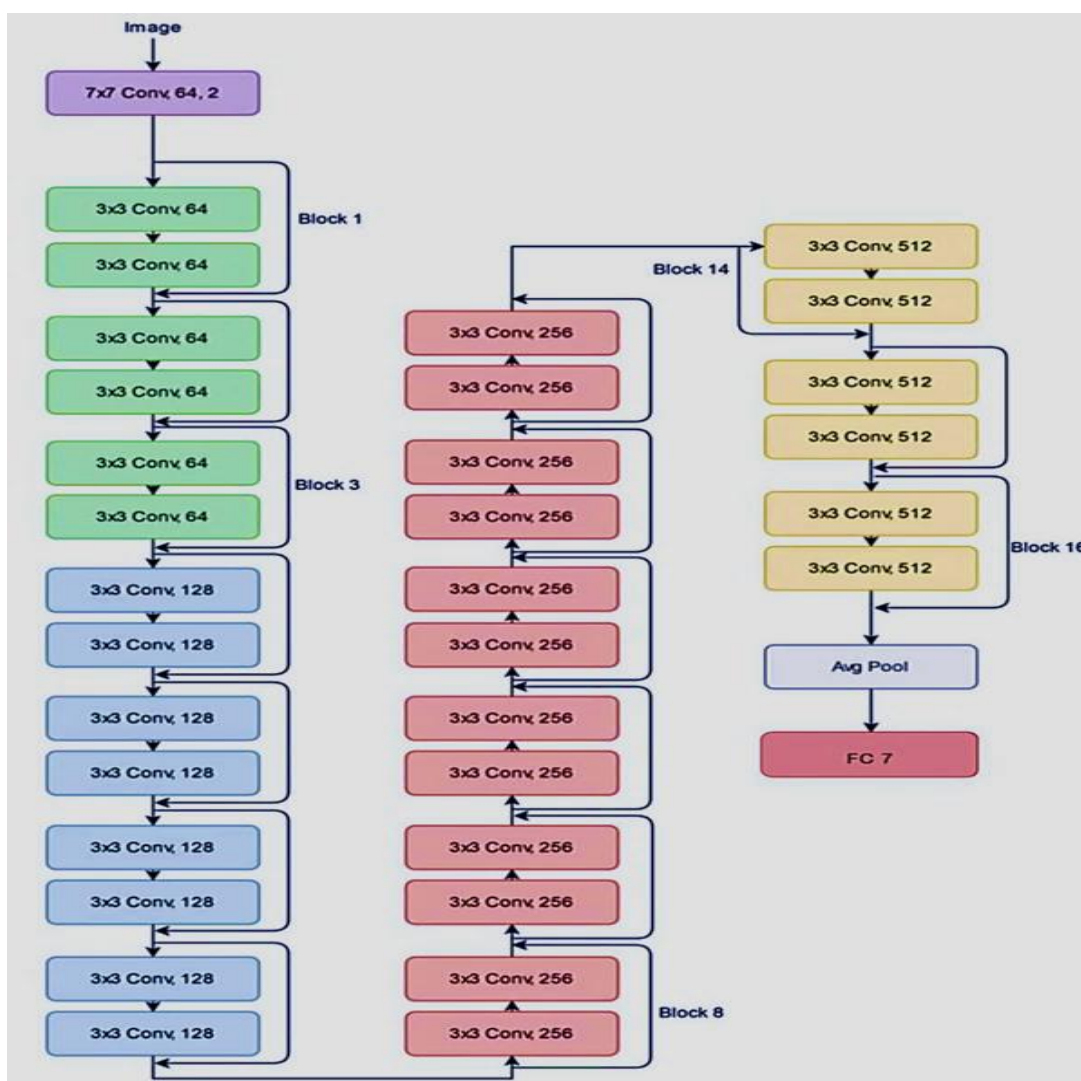 Image
7x7 Conv, 64, 2
3x3 Conv, 64
Block 1
3x3 Conv, 64
3x3 Conv, 64
3x3 Conv, 64
3x3 Conv, 64
Block 3
3x3 Conv, 64
3x3 Conv, 128
3x3 Conv, 128
3x3 Conv, 128
3x3 Conv, 128
3x3 Conv, 128
3x3 Conv, 128
3x3 Conv, 128
3x3 Conv, 128
3x3 Conv, 256
3x3 Conv, 256
3x3 Conv, 256
3x3 Conv, 256
3x3 Conv, 256
3x3 Conv, 256
3x3 Conv, 256
3x3 Conv, 256
3x3 Conv, 256
3x3 Conv, 256
3x3 Conv, 256
3x3 Conv, 256
Block 8
3x3 Conv, 512
Block 14
3x3 Conv, 512
3x3 Conv, 512
3x3 Conv, 512
3x3 Conv, 512
3x3 Conv, 512
Block 16
Avg Pool
FC 7